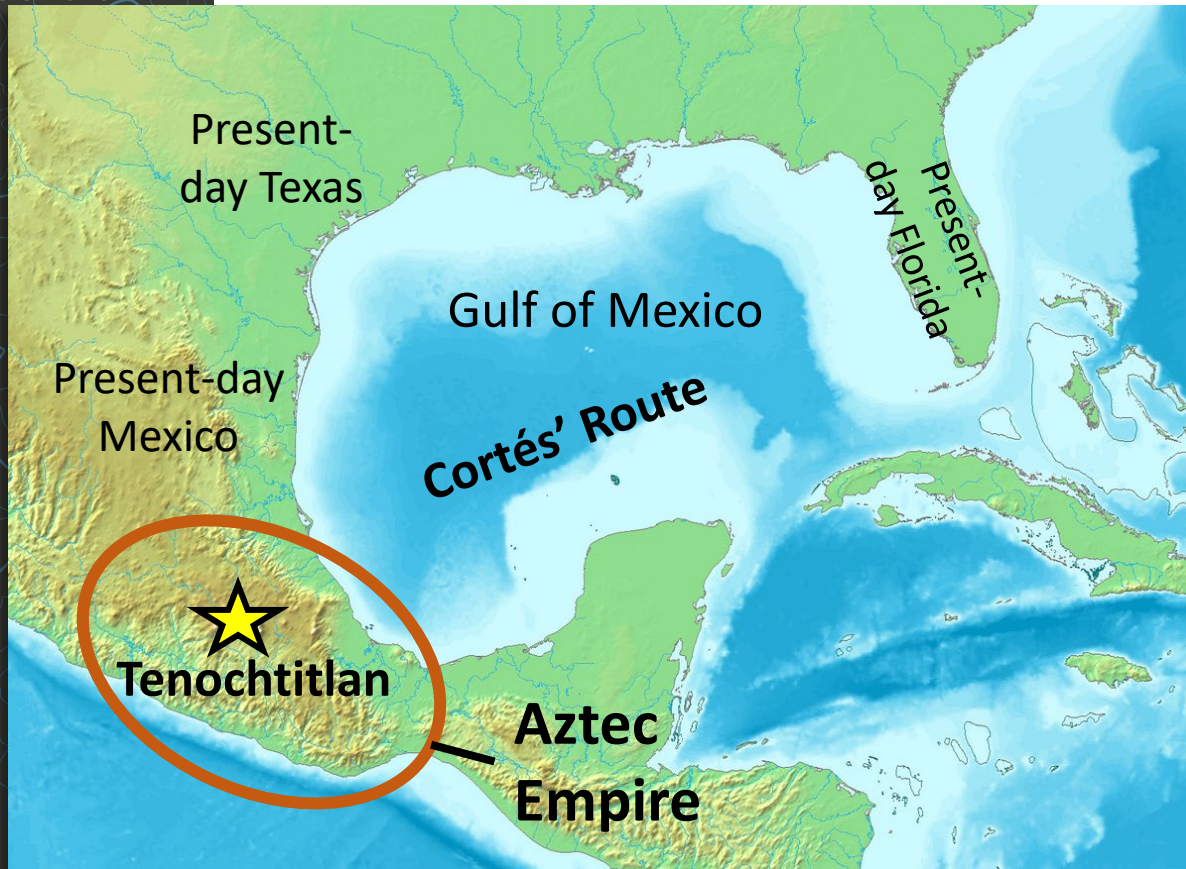 Present-
day Texas
Present-
day Florida
Gulf of Mexico
Present-day
Mexico
Cortés’ Route
Tenochtitlan
Aztec
Empire